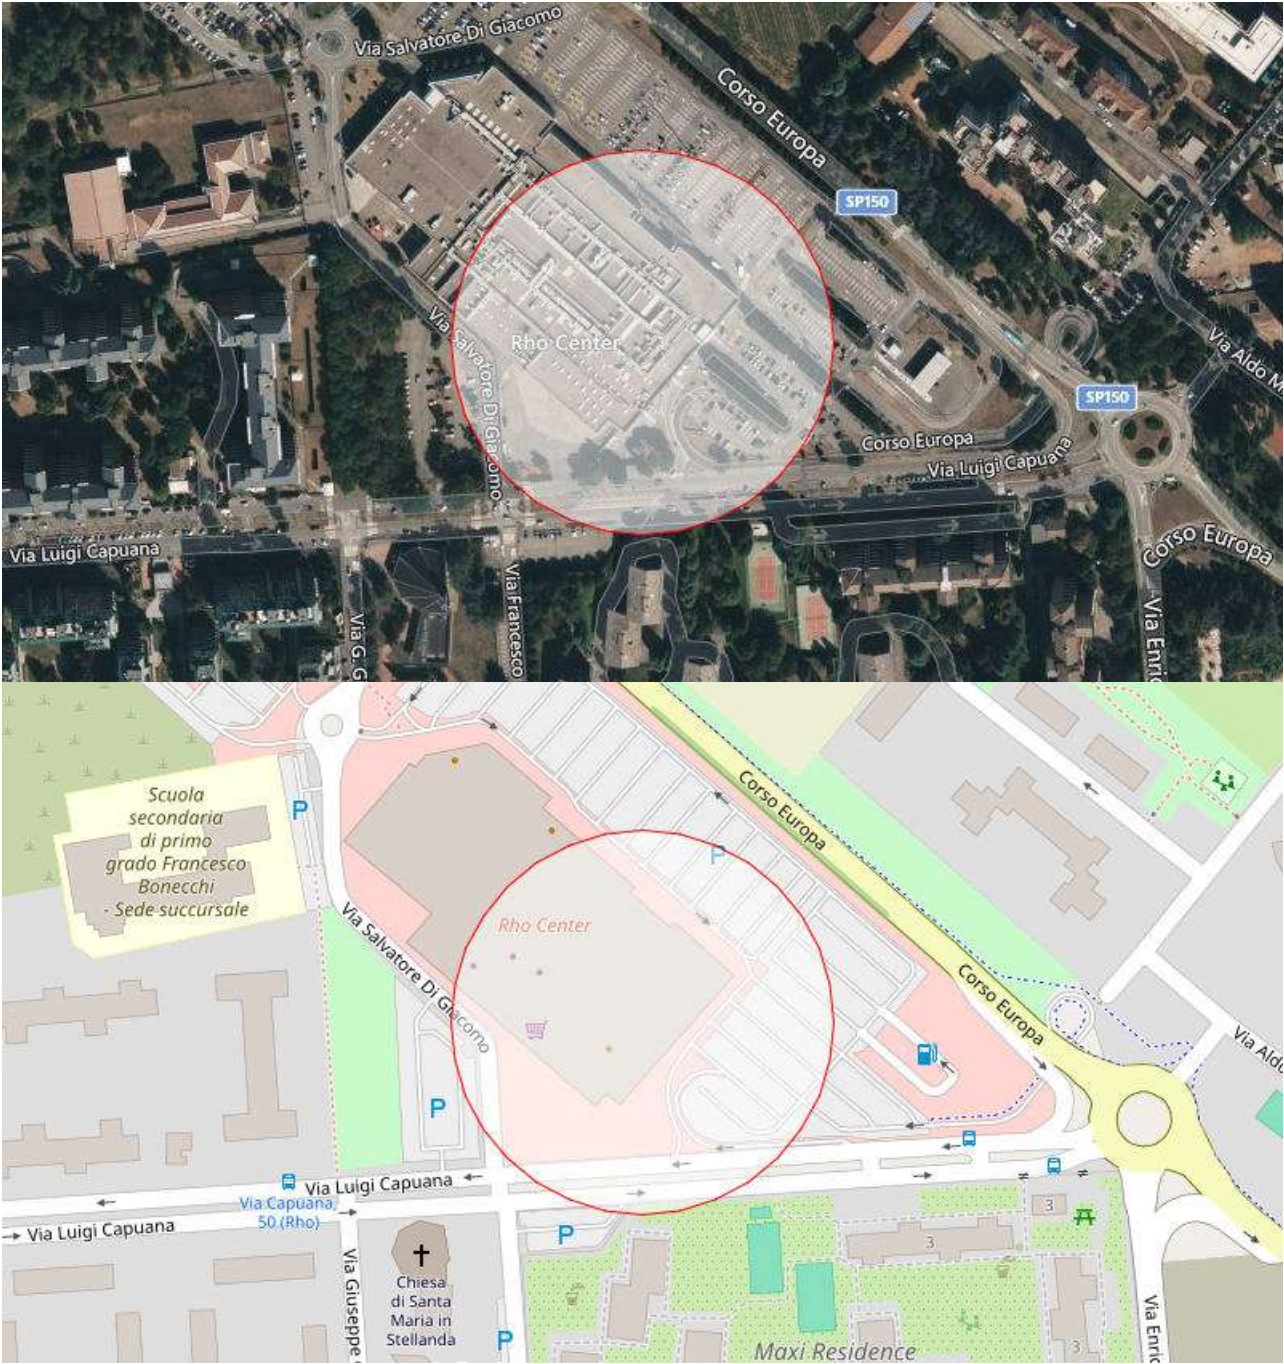 Via Salvatore Di Giacomo
Corso Europa
SP150
Via Aldo M
Rho Center
Via Salvatore Di Giacomo
SP150
Corso Europa
Via Luigi Capuana
Corso Europa
Via Luigi Capuana
Via G. G
Via Francesco
Via Enric
Scuola
secondaria
di primo
grado Francesco
Bonecchi
- Sede succursale
P
P
Corso Europa
Rho Center
Via Salvatore Di Giacomo
Corso Europa
Via Aldo
P
Via Luigi Capuana
Via Capuana,
50 (Rho)
Via Luigi Capuana
P
3
3
Chiesa
di Santa
Maria in
Stellanda
Via Giuseppe
P
Maxi Residence
3
Via Enri